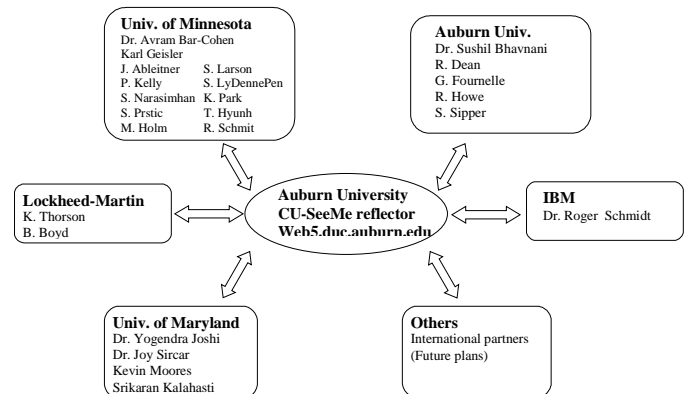 Univ. of Minnesota
Dr. Avram Bar-Cohen
Karl Geisler
J. Ableitner S. Larson
P. Kelly S. LyDennePen
S. Narasimhan K. Park
S. Prstic T. Hyunh
M. Holm R. Schmit
Auburn Univ.
Dr. Sushil Bhavnani
R. Dean
G. Fournelle
R. Howe
S. Sipper
Lockheed-Martin
K. Thorson
B. Boyd
Auburn University
CU-SeeMe reflector
Web5.duc.auburn.edu
IBM
Dr. Roger Schmidt
Univ. of Maryland
Dr. Yogendra Joshi
Dr. Joy Sircar
Kevin Moores
Srikaran Kalahasti
Others
International partners
(Future plans)